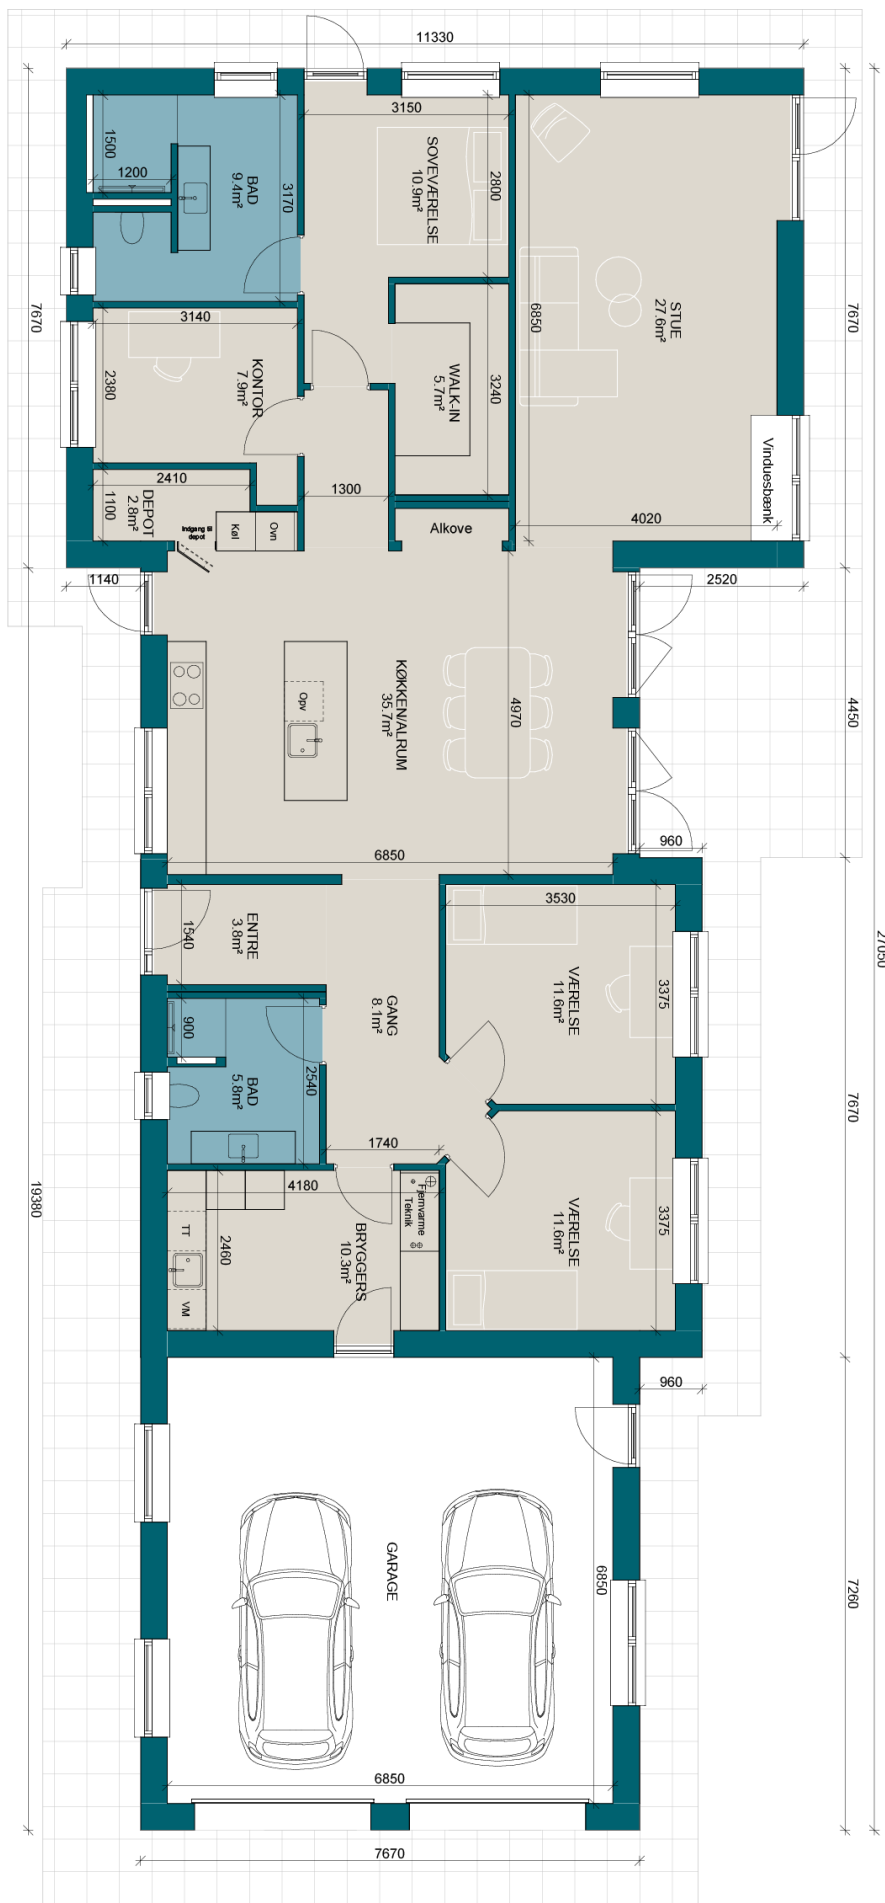 11330
3150
1500
1200
BAD
9.4m²
3170
SOVEVÆRELSE
10.9m²
2800
7670
3140
KONTOR
7.9m²
2380
WALK-IN
5.7m²
3240
6850
STUE
27.6m²
7670
2410
1100
DEPOT
2.8m²
Indgang til
depot
Køl
Ovn
1300
Alkove
4020
Vinduesbænk
1140
2520
Opv
KØKKEN/ALRUM
35.7m²
4970
4450
6850
960
1540
ENTRE
3.8m²
3530
VÆRELSE
11.6m²
3375
27050
900
BAD
5.8m²
2540
GANG
8.1m²
1740
7670
19380
4180
TT
VM
2460
BRYGGERS
10.3m²
Fjernvarme
Teknik
VÆRELSE
11.6m²
3375
960
GARAGE
6850
7260
6850
7670